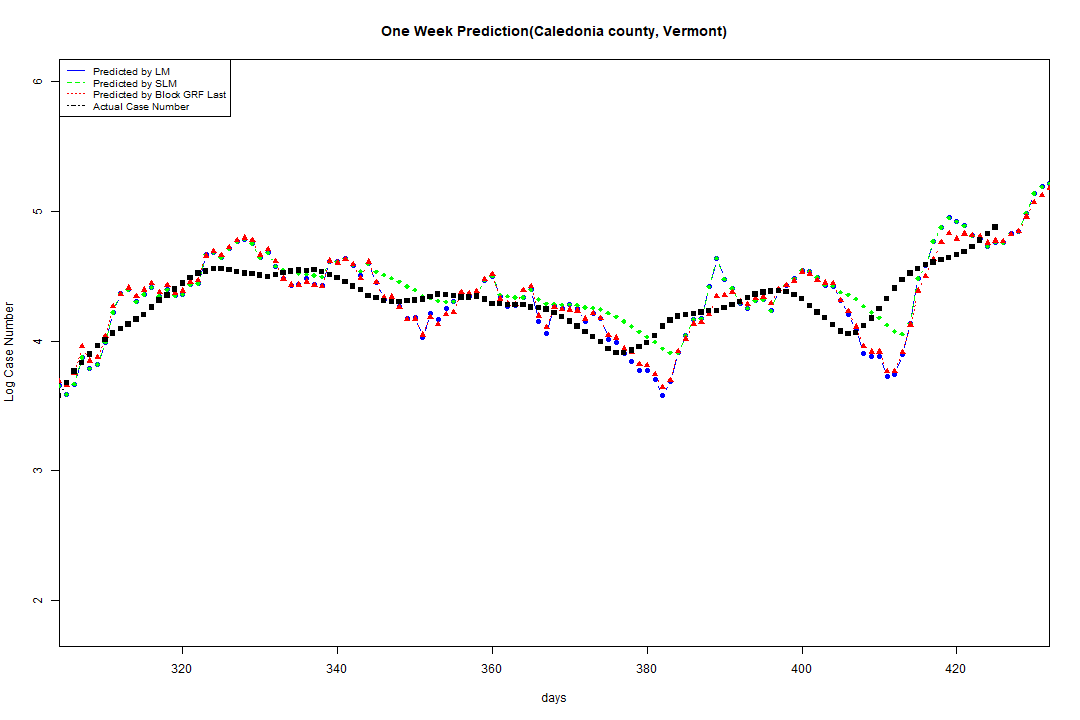 One Week Prediction(Caledonia county, Vermont)
Predicted by LM
Predicted by SLM
Predicted by Block GRF Last
Actual Case Number
6
5
4
3
2
Log Case Number
320 340 360 380 400 420
days